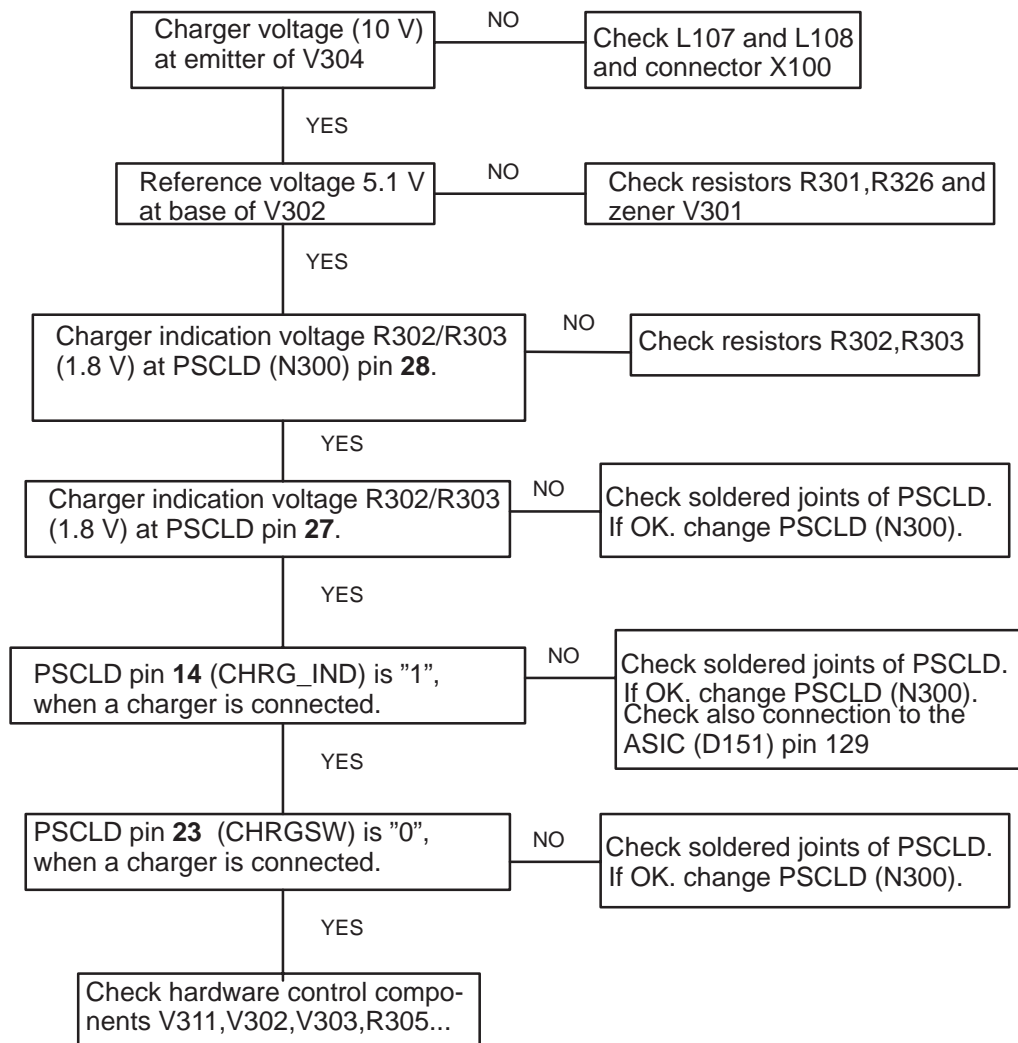 Charger voltage (10 V)
at emitter of V304
NO
Check L107 and L108
and connector X100
YES
Reference voltage 5.1 V
at base of V302
NO
Check resistors R301,R326 and
zener V301
YES
Charger indication voltage R302/R303
(1.8 V) at PSCLD (N300) pin 28.
NO
Check resistors R302,R303
YES
Charger indication voltage R302/R303
(1.8 V) at PSCLD pin 27.
NO
Check soldered joints of PSCLD.
If OK. change PSCLD (N300).
YES
PSCLD pin 14 (CHRG_IND) is ”1”,
when a charger is connected.
NO
Check soldered joints of PSCLD.
If OK. change PSCLD (N300).
Check also connection to the
ASIC (D151) pin 129
YES
PSCLD pin 23 (CHRGSW) is ”0”,
when a charger is connected.
NO
Check soldered joints of PSCLD.
If OK. change PSCLD (N300).
YES
Check hardware control compo-
nents V311,V302,V303,R305...